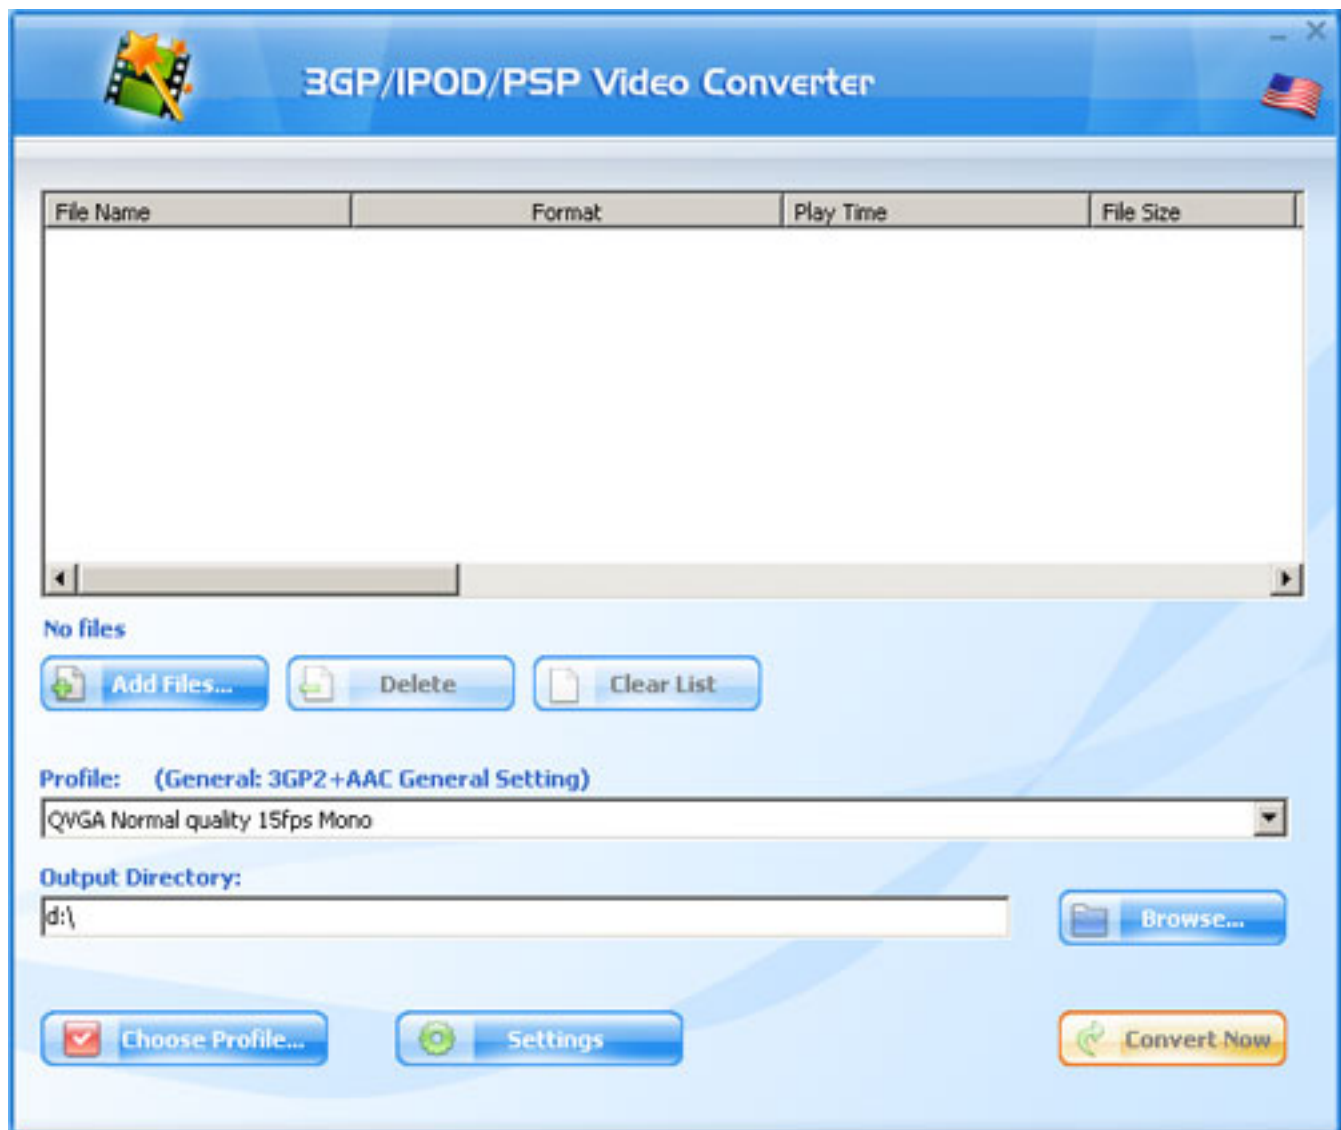 3GP/IPOD/PSP Video Converter
File Name Format Play Time File Size
No files
Add Files... Delete Clear List
Profile: (General: 3GP2+AAC General Setting)
QVGA Normal quality 15fps Mono
Output Directory:
d:\
Browse...
Choose Profile... Settings Convert Now